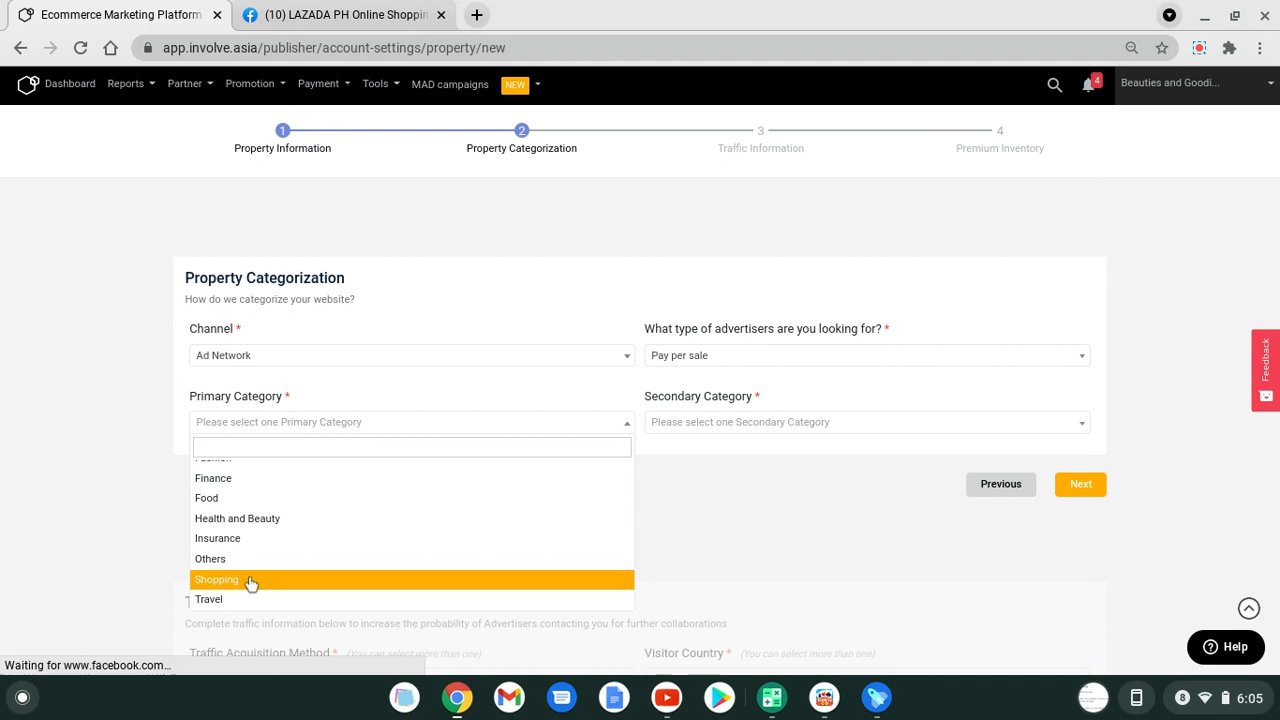 Ecommerce Marketing Platform
(10) LAZADA PH Online Shoppin
app.involve.asia/publisher/account-settings/property/new
Dashboard Reports Partner Promotion Payment Tools MAD campaigns NEW 4 Beauties and Goodi...
1 2 3 4
Property Information Property Categorization Traffic Information Premium Inventory
Property Categorization
How do we categorize your website?
Channel * What type of advertisers are you looking for? *
Ad Network Pay per sale
Feedback
Primary Category * Secondary Category *
Please select one Primary Category Please select one Secondary Category
Fashion
Finance
Previous Next
Food
Health and Beauty
Insurance
Others
Shopping
Travel
Complete traffic information below to increase the probability of Advertisers contacting you for further collaborations
Help
Traffic Acquisition Method * (You can select more than one) Visitor Country * (You can select more than one)
Waiting for www.facebook.com...
8 6:05